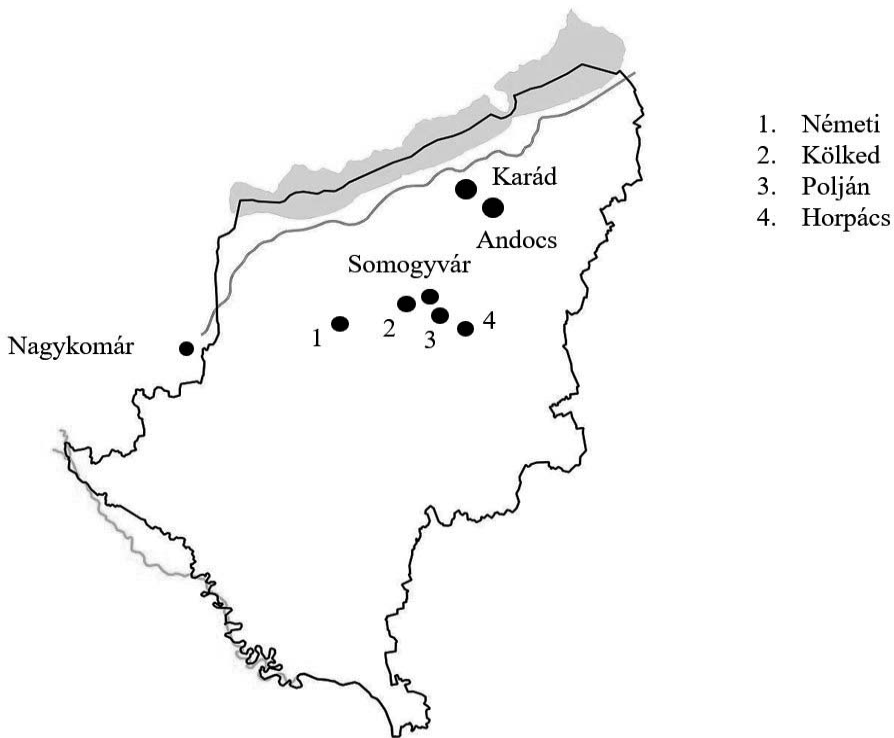 Karád
Andocs
Somogyvár
1
2
3
4
Nagykomár
1. Németi
2. Kölked
3. Polján
4. Horpács